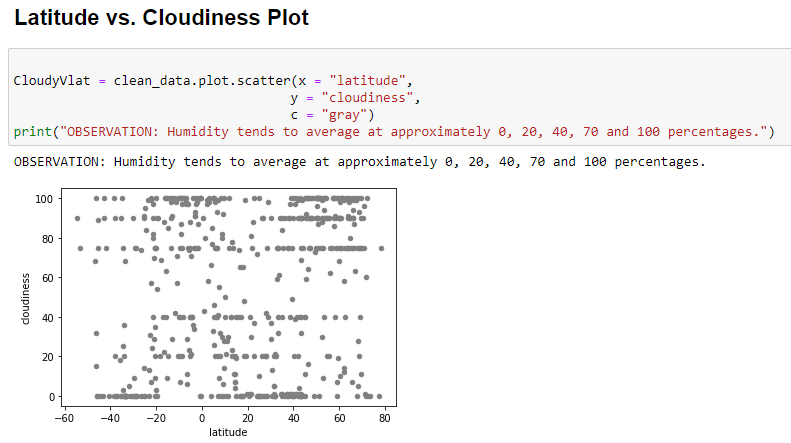 Latitude vs. Cloudiness Plot
CloudyVlat = clean_data.plot.scatter(x = "latitude",
y = "cloudiness",
c = "gray")
print("OBSERVATION: Humidity tends to average at approximately 0, 20, 40, 70 and 100 percentages.")
OBSERVATION: Humidity tends to average at approximately 0, 20, 40, 70 and 100 percentages.
100
80
60
40
20
0
cloudiness
−60 −40 −20 0 20 40 60 80
latitude